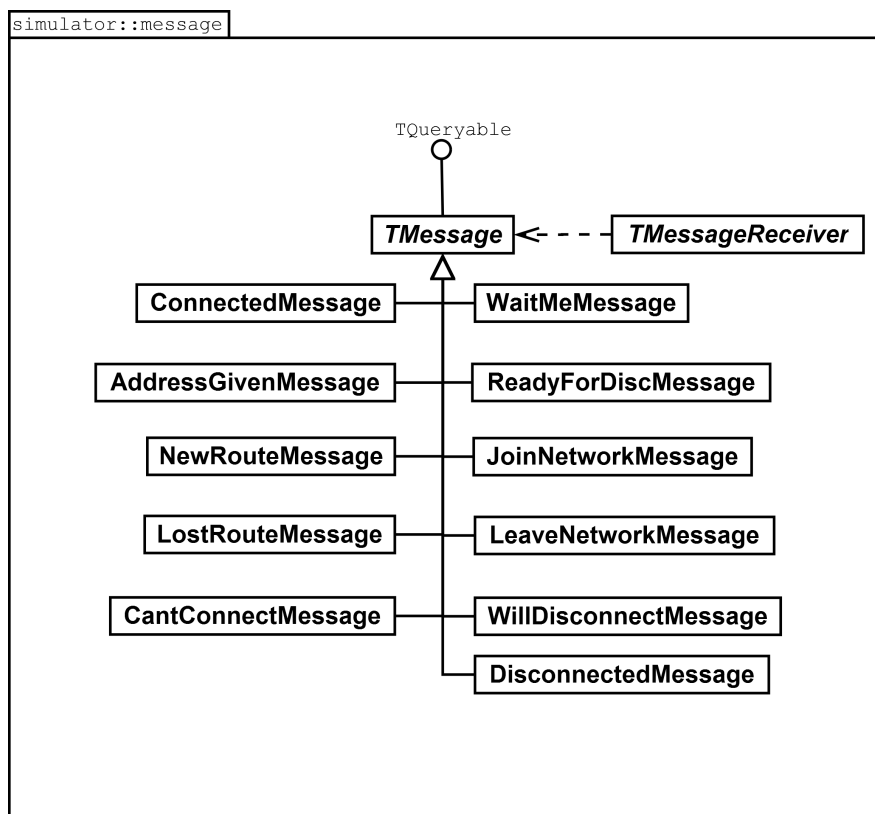 simulator::message
TQueryable
TMessage
TMessageReceiver
ConnectedMessage
WaitMeMessage
AddressGivenMessage
ReadyForDiscMessage
NewRouteMessage
JoinNetworkMessage
LostRouteMessage
LeaveNetworkMessage
CantConnectMessage
WillDisconnectMessage
DisconnectedMessage